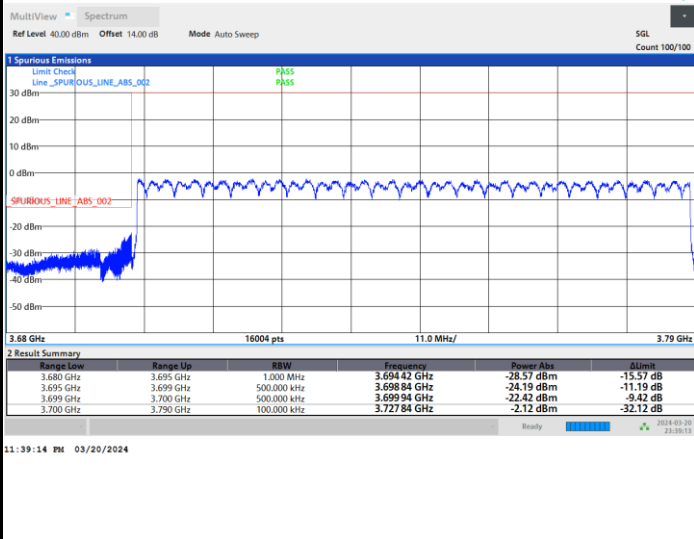 MultiView Spectrum
Ref Level 40.00 dBm Offset 14.00 dB Mode Auto Sweep SGL
Count 100/100
1 Spurious Emissions
Limit Check PASS
Line _SPURIOUS_LINE_ABS_002 PASS
30 dBm
20 dBm
10 dBm
0 dBm
_SPURIOUS_LINE_ABS_002
-20 dBm
-30 dBm
-40 dBm
-50 dBm
3.68 GHz 16004 pts 11.0 MHz/ 3.79 GHz
2 Result Summary
Range Low Range Up RBW Frequency Power Abs ΔLimit
3.680 GHz 3.695 GHz 1.000 MHz 3.694 42 GHz -28.57 dBm -15.57 dB
3.695 GHz 3.699 GHz 500.000 kHz 3.698 84 GHz -24.19 dBm -11.19 dB
3.699 GHz 3.700 GHz 500.000 kHz 3.699 94 GHz -22.42 dBm -9.42 dB
3.700 GHz 3.790 GHz 100.000 kHz 3.727 84 GHz -2.12 dBm -32.12 dB
Ready 2024-03-20
23:39:13
11:39:14 PM 03/20/2024